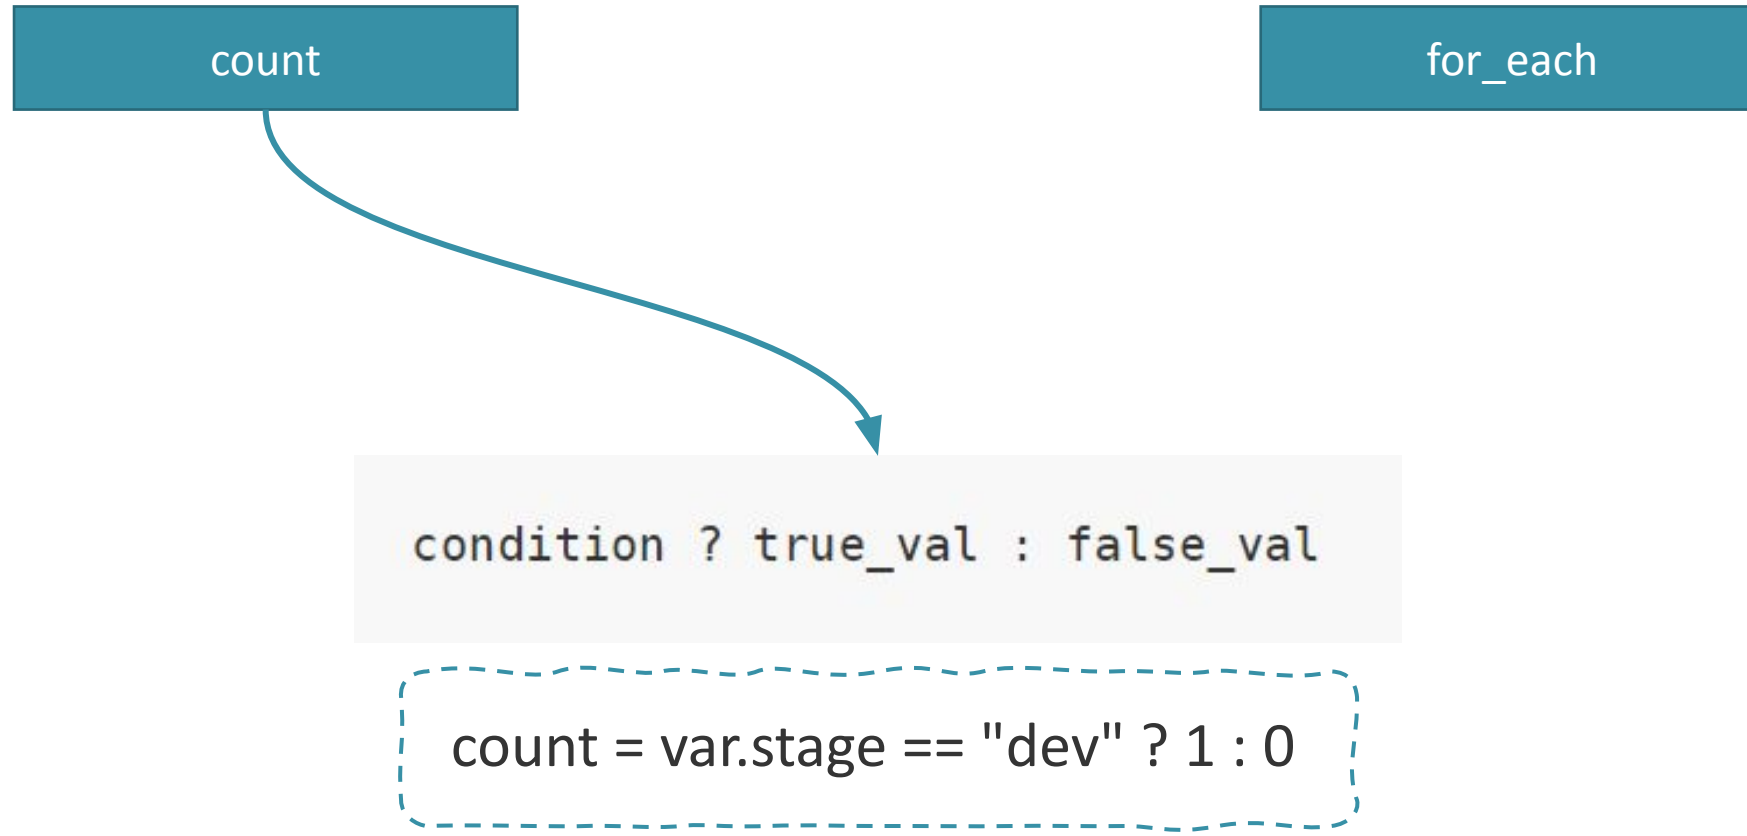 count
for_each
condition ? true_val : false_val
count = var.stage == "dev" ? 1 : 0